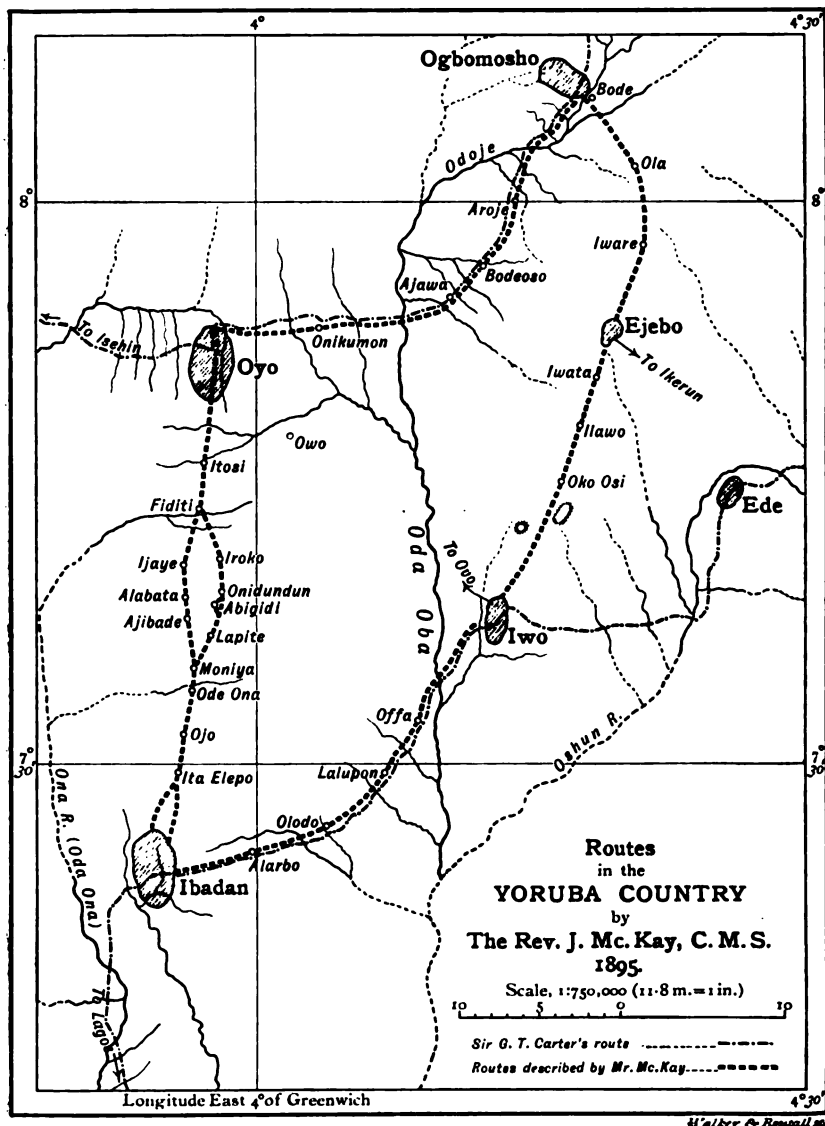 4°
4° 30'
Ogbomosho
Bode
Odoje
Ola
8°
8°
Aroje
Iware
Bodeoso
Ajawa
Ejebo
To Isehin
Onikumon
Oyo
Iwata
To Ikerun
Ilawo
Owo
Itosi
Oko Osi
Fiditi
Ede
Oda Oba
To Ovo
Ijaye
Iroko
Alabata
Onidundun
Abigidi
Ajibade
Iwo
Lapite
Moniya
Ode Ona
Offa
Ojo
Oshun R.
7° 30
7° 30
Ita Elepo
Lalupon
Ona R. (Oda Ona)
Olodo
Alarbo
Ibadan
To Lagos
Routes
in the
YORUBA COUNTRY
by
The Rev. J. Mc. Kay, C. M. S.
1895.
Scale, 1:750,000 (11·8 m. = 1 in.)
10 5 0 10
Sir G. T. Carter's route
Routes described by Mr. Mc. Kay
Longitude East 4° of Greenwich
4° 30'
Walker & Boutall sc